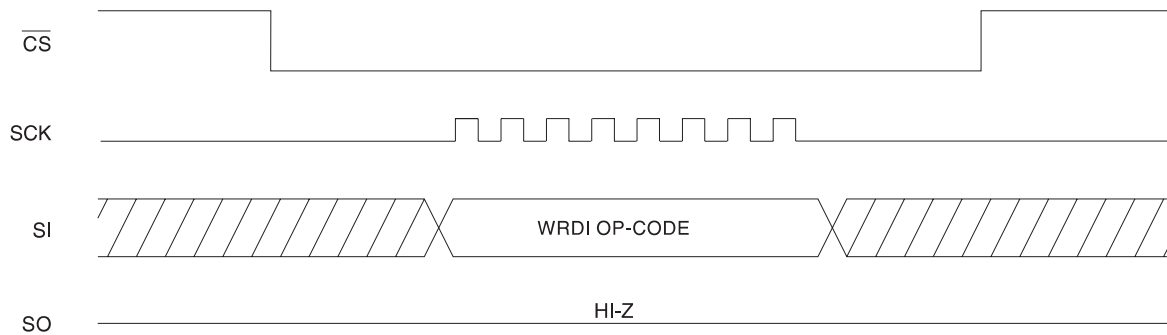 CS
SCK
SI
WRDI OP-CODE
SO
HI-Z